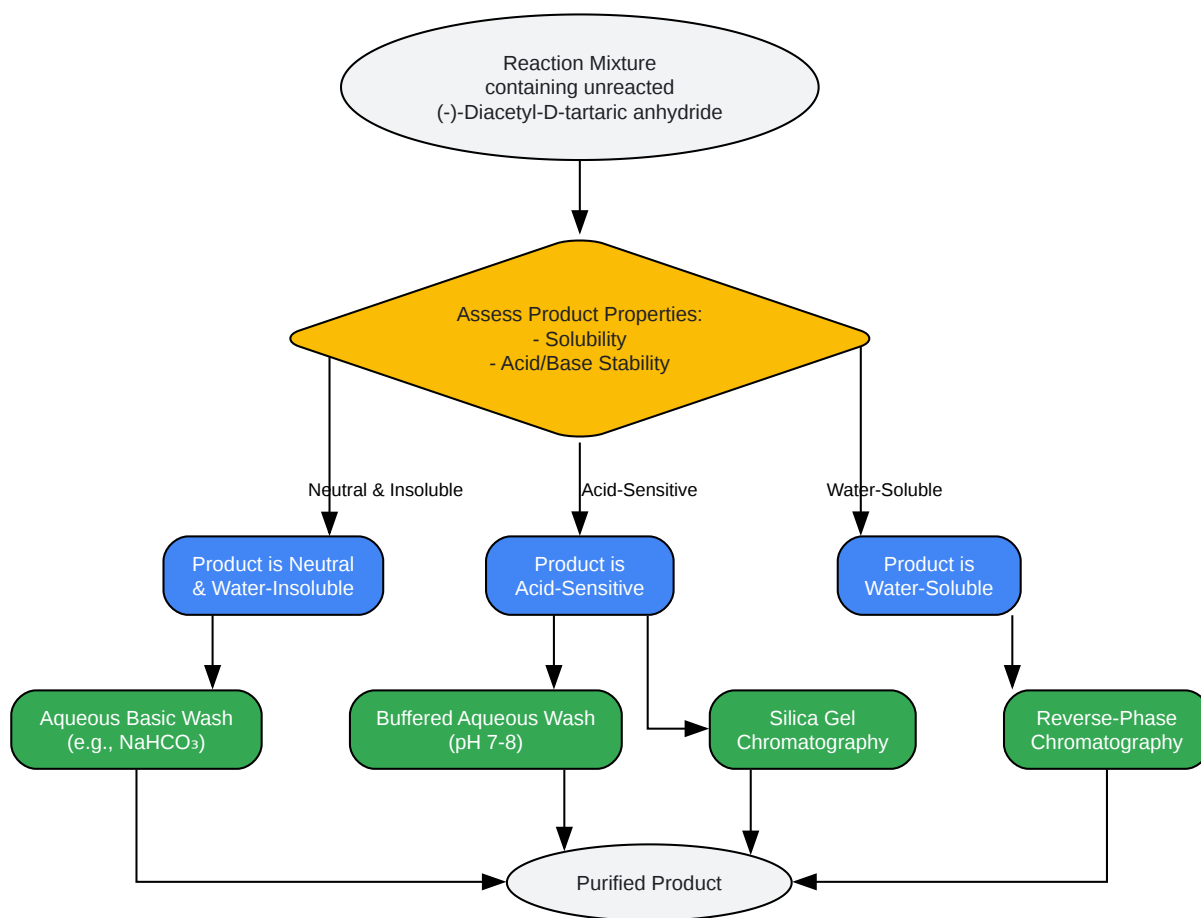 Reaction Mixture
containing unreacted
(-)-Diacetyl-D-tartaric anhydride
Assess Product Properties:
- Solubility
- Acid/Base Stability
Neutral & Insoluble
Acid-Sensitive
Water-Soluble
Product is Neutral
& Water-Insoluble
Product is
Acid-Sensitive
Product is
Water-Soluble
Aqueous Basic Wash
(e.g., NaHCO₃)
Buffered Aqueous Wash
(pH 7-8)
Silica Gel
Chromatography
Reverse-Phase
Chromatography
Purified Product